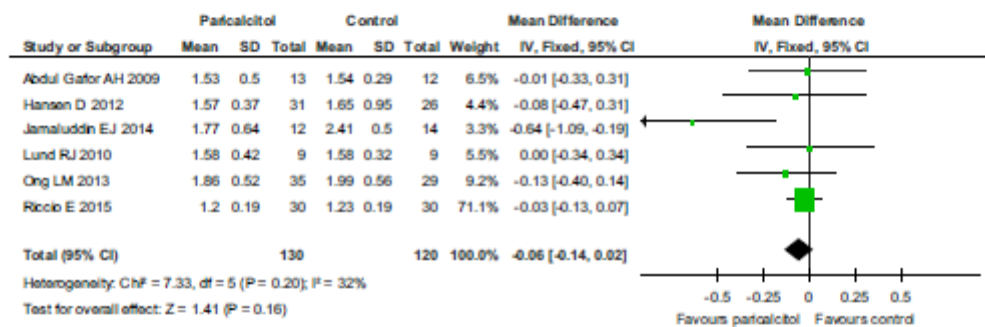 Paricalcitol Control Mean Difference Mean Difference
Study or Subgroup Mean SD Total Mean SD Total Weight IV, Fixed, 95% CI IV, Fixed, 95% CI
Abdul Gafor AH 2009 1.53 0.5 13 1.54 0.29 12 6.5% -0.01 [-0.33, 0.31]
Hansen D 2012 1.57 0.37 31 1.65 0.95 26 4.4% -0.08 [-0.47, 0.31]
Jamaluddin EJ 2014 1.77 0.64 12 2.41 0.5 14 3.3% -0.64 [-1.09, -0.19]
Lund RJ 2010 1.58 0.42 9 1.58 0.32 9 5.5% 0.00 [-0.34, 0.34]
Ong LM 2013 1.86 0.52 35 1.99 0.56 29 9.2% -0.13 [-0.40, 0.14]
Riccio E 2015 1.2 0.19 30 1.23 0.19 30 71.1% -0.03 [-0.13, 0.07]
Total (95% CI) 130 120 100.0% -0.06 [-0.14, 0.02]
Heterogeneity: Chi² = 7.33, df = 5 (P = 0.20); I² = 32%
Test for overall effect: Z = 1.41 (P = 0.16)
-0.5 -0.25 0 0.25 0.5
Favours paricalcitol Favours control